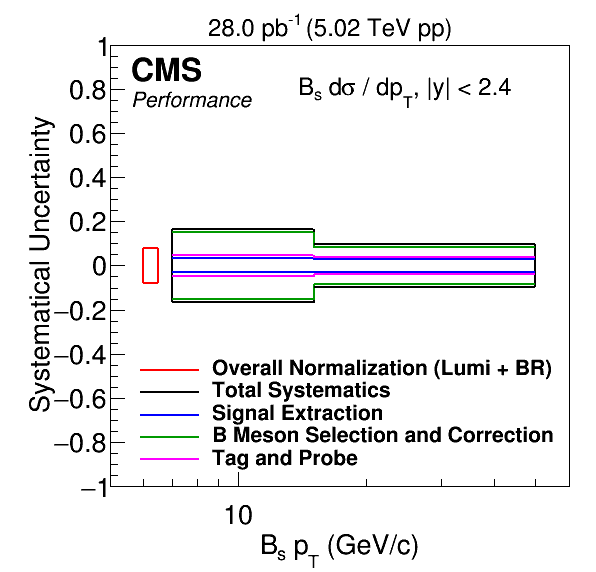 28.0 pb⁻¹ (5.02 TeV pp)
CMS
Performance
Bₛ dσ / dp_T, |y| < 2.4
Systematical Uncertainty
1
0.8
0.6
0.4
0.2
0
−0.2
−0.4
−0.6
−0.8
−1
Overall Normalization (Lumi + BR)
Total Systematics
Signal Extraction
B Meson Selection and Correction
Tag and Probe
10
Bₛ p_T (GeV/c)